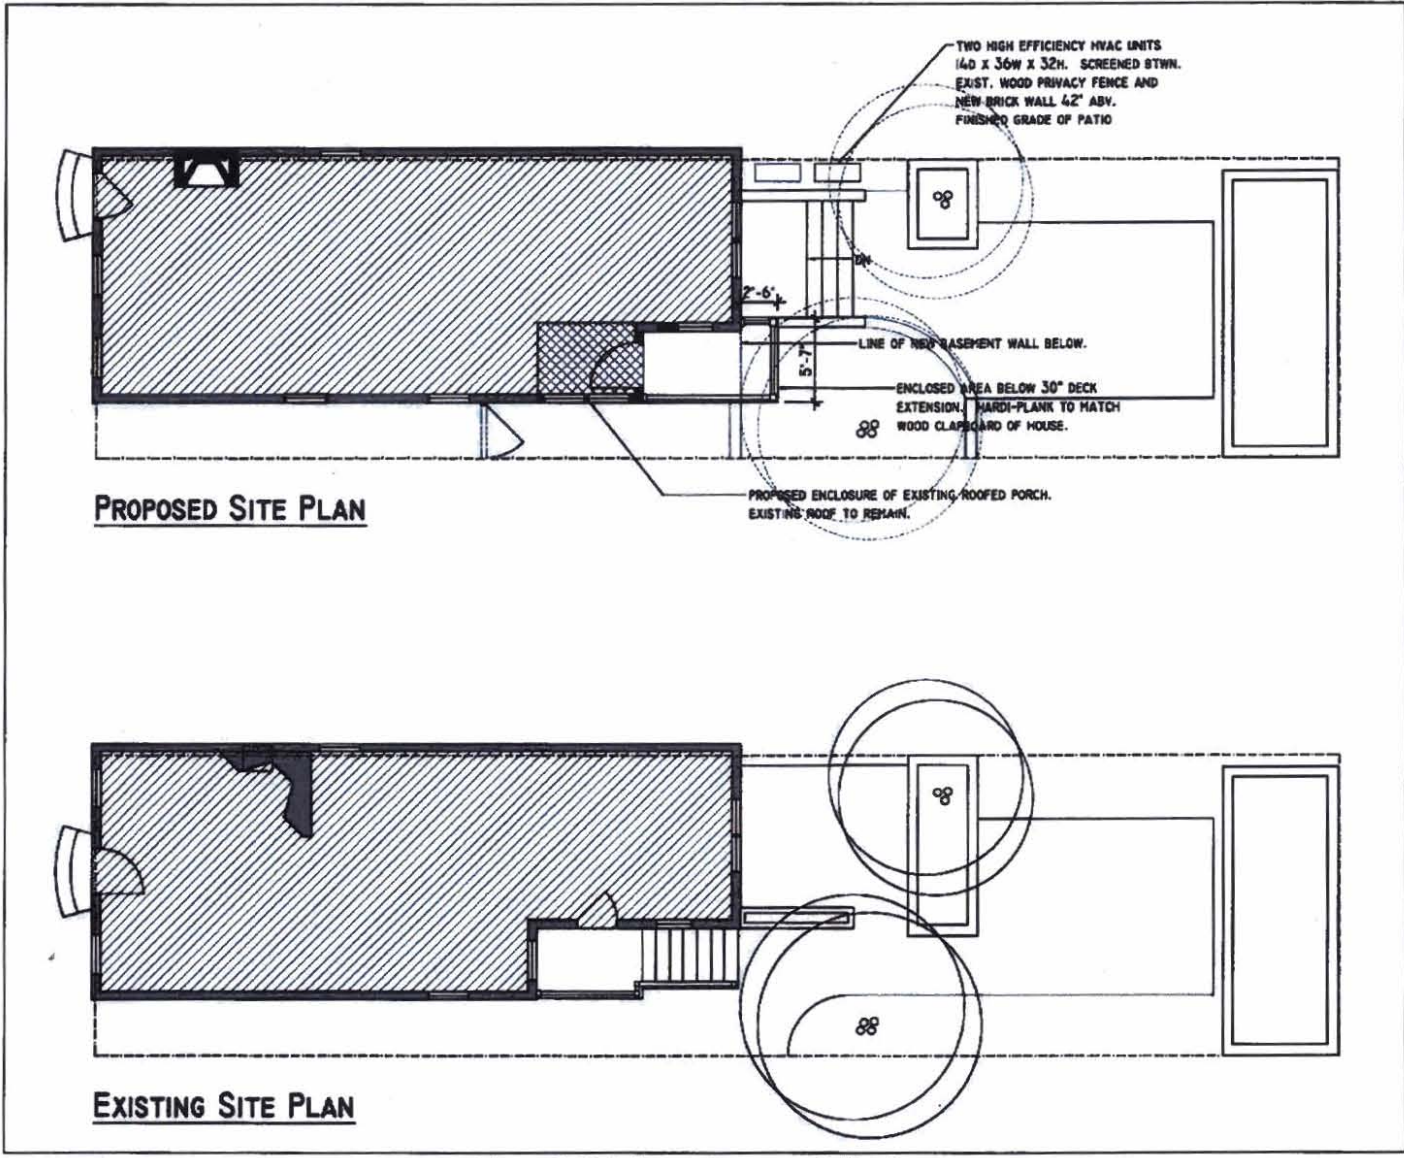 TWO HIGH EFFICIENCY HVAC UNITS
14D X 36W X 32H. SCREENED BTWN.
EXIST. WOOD PRIVACY FENCE AND
NEW BRICK WALL 42" ABV.
FINISHED GRADE OF PATIO
DN
2'-6"
LINE OF NEW BASEMENT WALL BELOW.
5'-7"
ENCLOSED AREA BELOW 30" DECK
EXTENSION. HARDI-PLANK TO MATCH
WOOD CLAPBOARD OF HOUSE.
PROPOSED ENCLOSURE OF EXISTING ROOFED PORCH.
EXISTING ROOF TO REMAIN.
PROPOSED SITE PLAN
EXISTING SITE PLAN